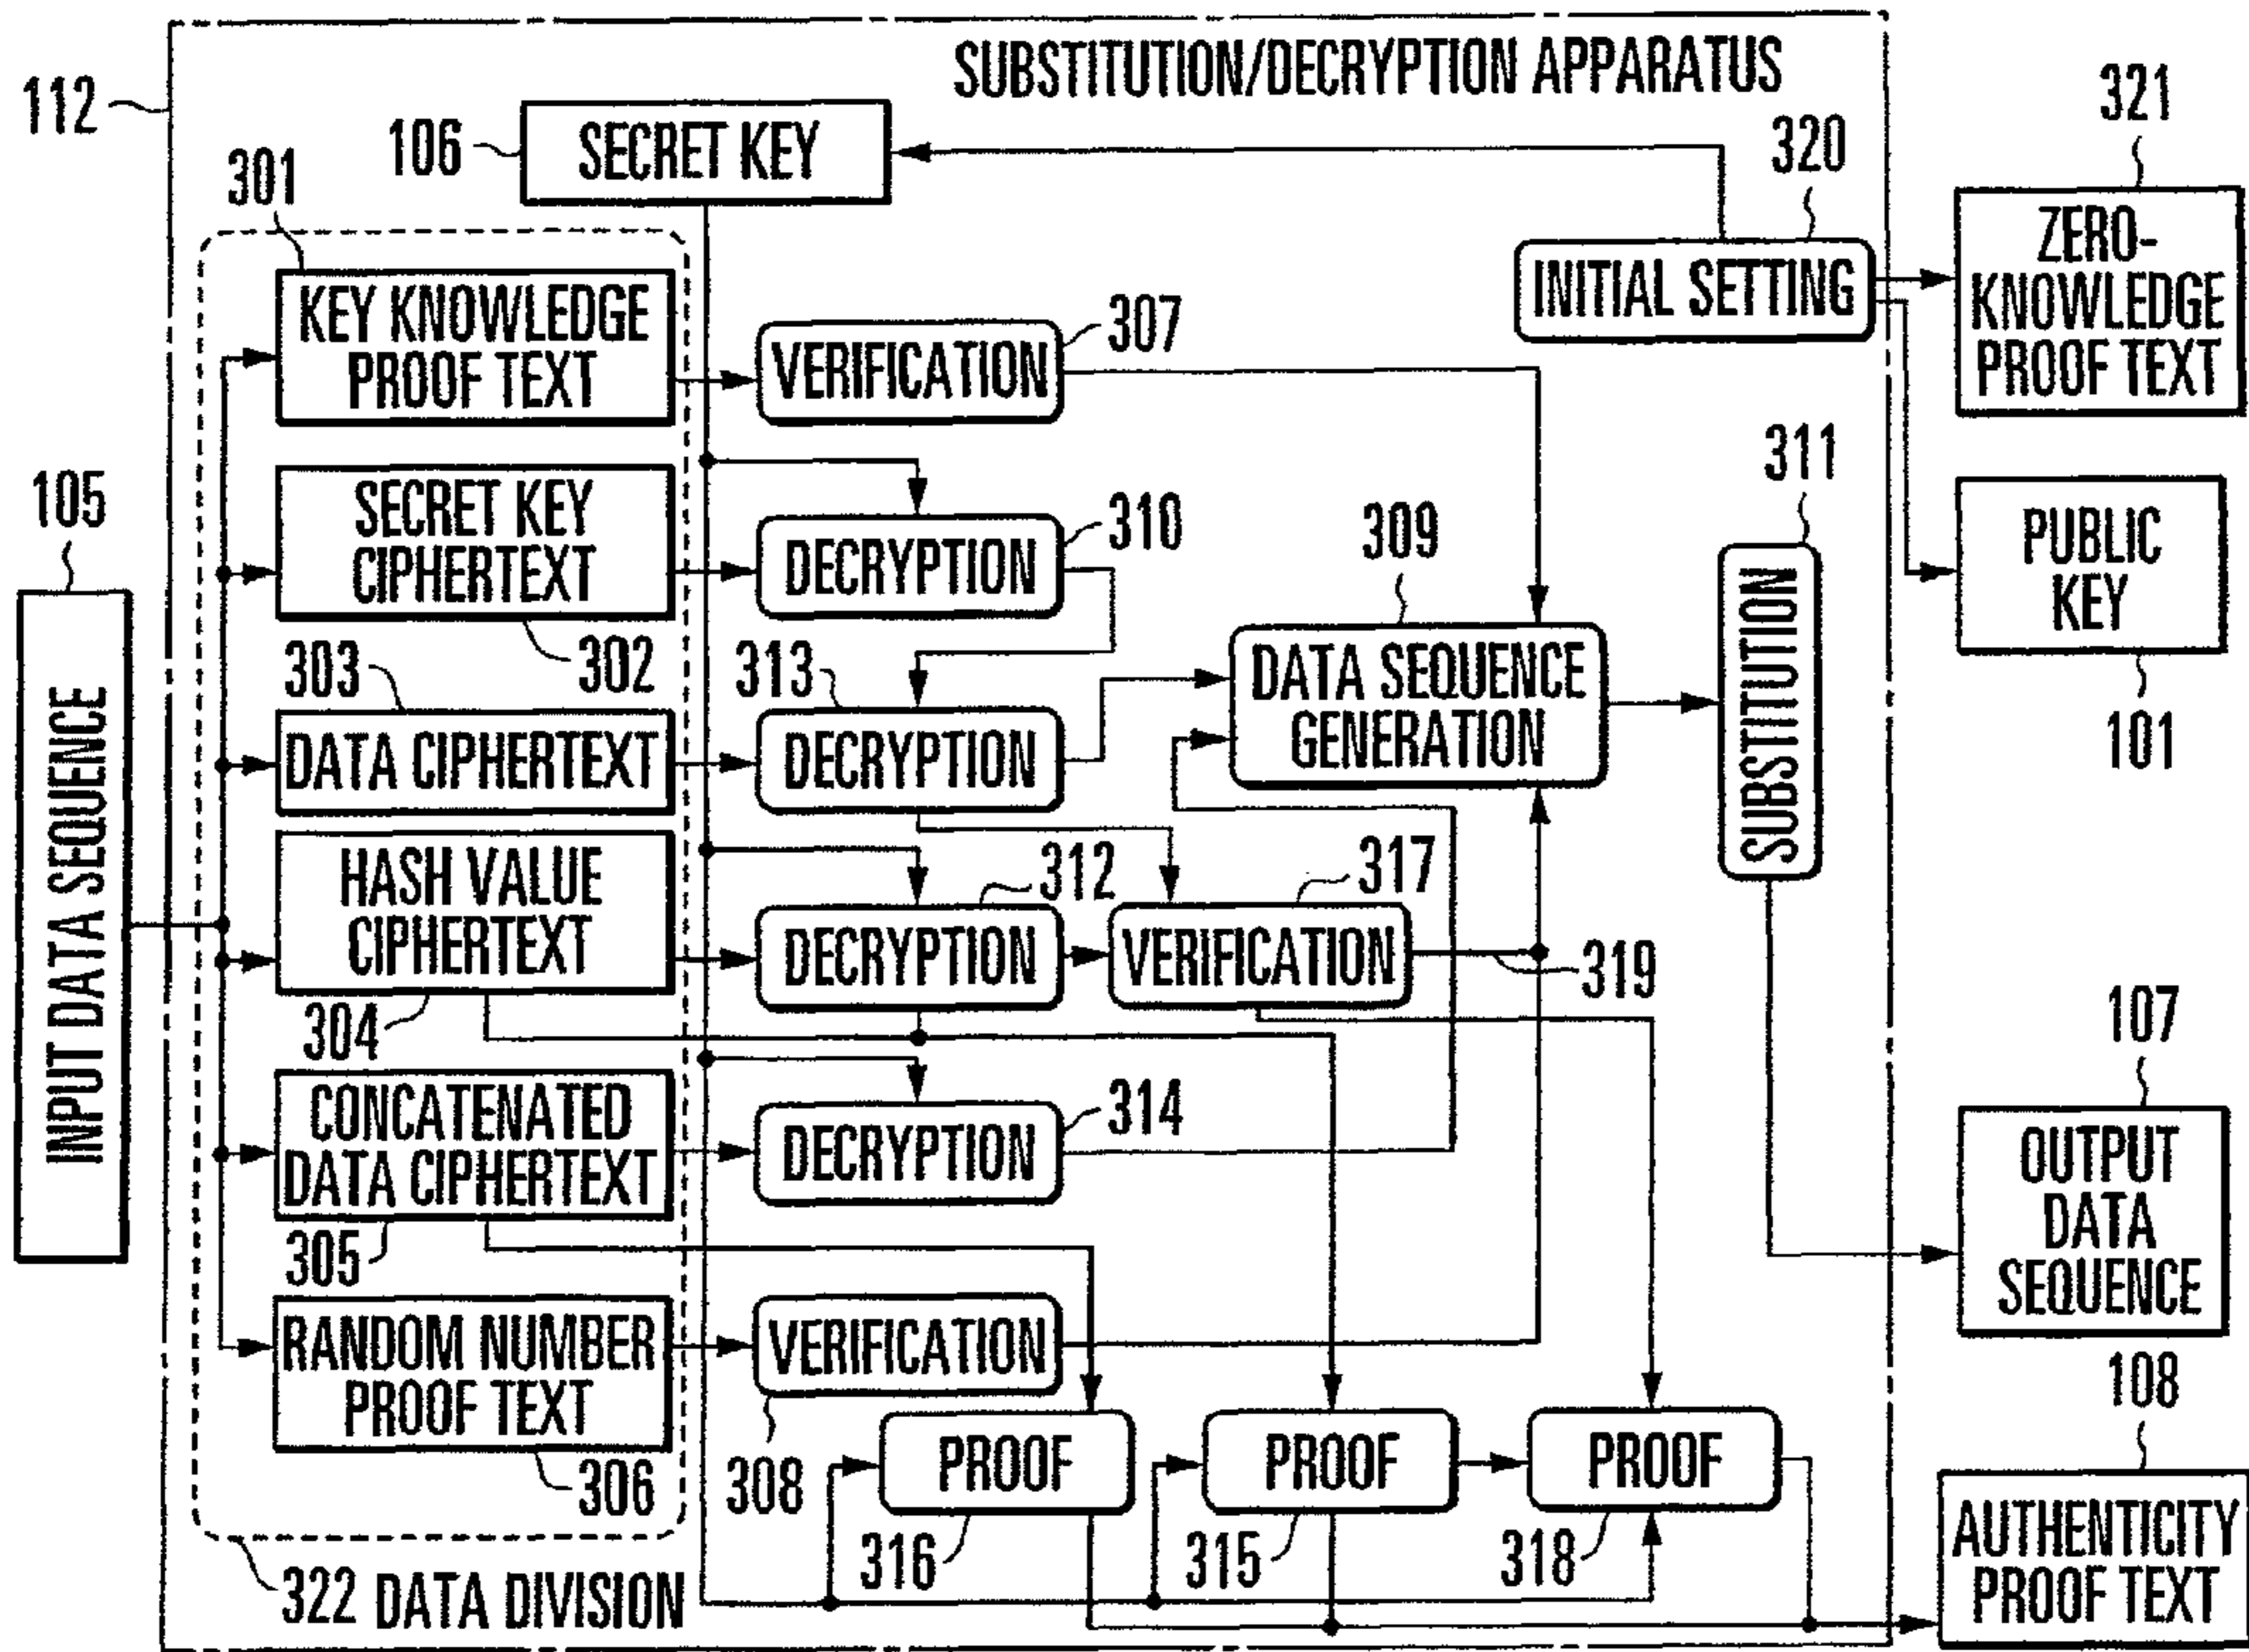 SUBSTITUTION/DECRYPTION APPARATUS
112
106
SECRET KEY
321
320
301
ZERO-
KNOWLEDGE
PROOF TEXT
INITIAL SETTING
KEY KNOWLEDGE
PROOF TEXT
307
VERIFICATION
311
105
SECRET KEY
CIPHERTEXT
310
DECRYPTION
309
PUBLIC
KEY
302
303
313
DATA SEQUENCE
GENERATION
SUBSTITUTION
101
DATA CIPHERTEXT
DECRYPTION
INPUT DATA SEQUENCE
HASH VALUE
CIPHERTEXT
312
317
DECRYPTION
VERIFICATION
319
304
107
CONCATENATED
DATA CIPHERTEXT
314
DECRYPTION
OUTPUT
DATA
SEQUENCE
305
RANDOM NUMBER
PROOF TEXT
VERIFICATION
108
306
308
PROOF
PROOF
PROOF
316
315
318
AUTHENTICITY
PROOF TEXT
322 DATA DIVISION